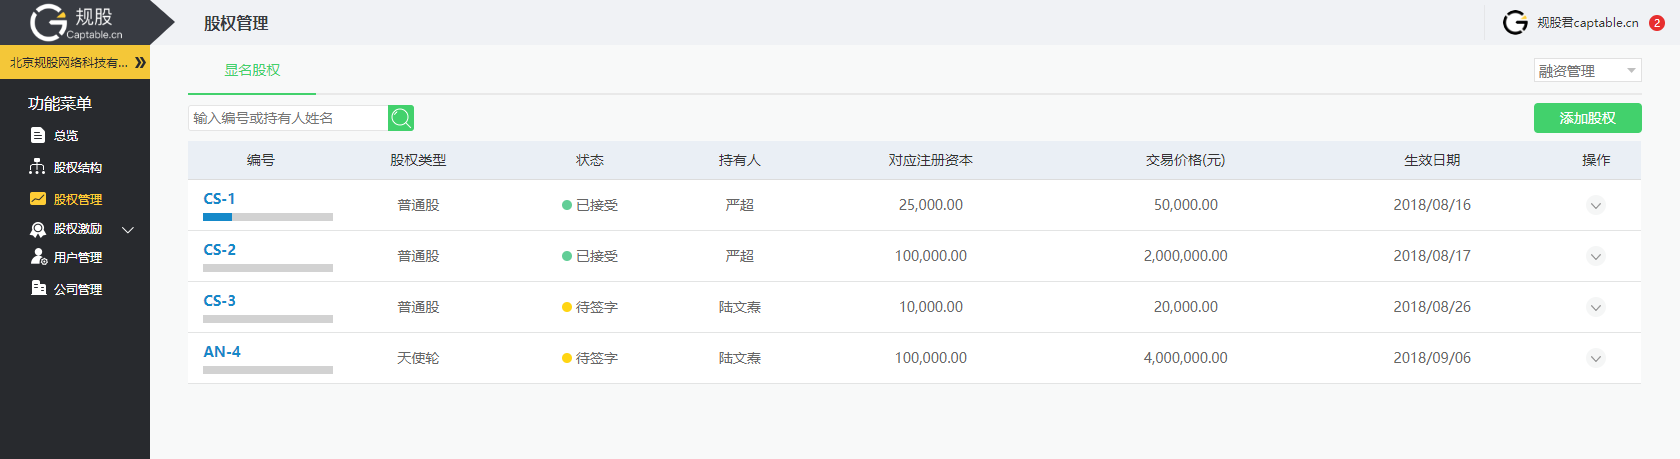 规股
Captable.cn
股权管理
规股君captable.cn
2
北京规股网络科技有...
显名股权
融资管理
功能菜单
总览
股权结构
股权管理
股权激励
用户管理
公司管理
输入编号或持有人姓名
添加股权
编号 股权类型 状态 持有人 对应注册资本 交易价格(元) 生效日期 操作
CS-1 普通股 已接受 严超 25,000.00 50,000.00 2018/08/16
CS-2 普通股 已接受 严超 100,000.00 2,000,000.00 2018/08/17
CS-3 普通股 待签字 陆文焘 10,000.00 20,000.00 2018/08/26
AN-4 天使轮 待签字 陆文焘 100,000.00 4,000,000.00 2018/09/06